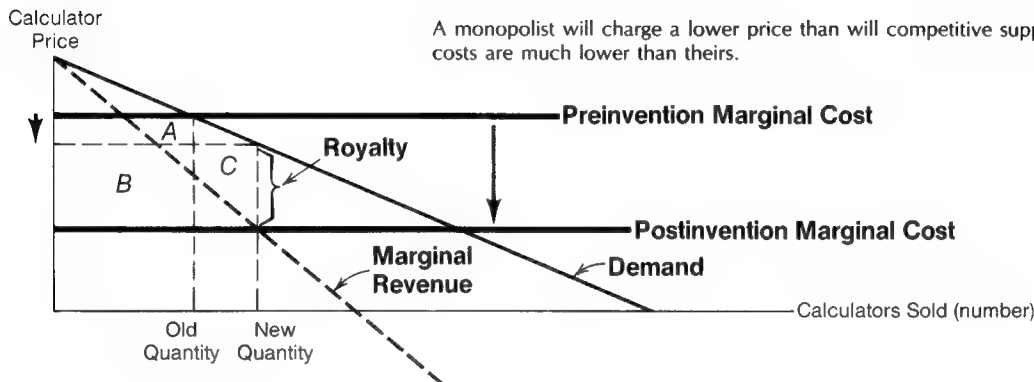 Calculator
Price
A monopolist will charge a lower price than will competitive
costs are much lower than theirs.
Preinvention Marginal Cost
A
Royalty
C
B
Postinvention Marginal Cost
Marginal
Revenue
Demand
Calculators Sold (number)
Old
Quantity
New
Quantity